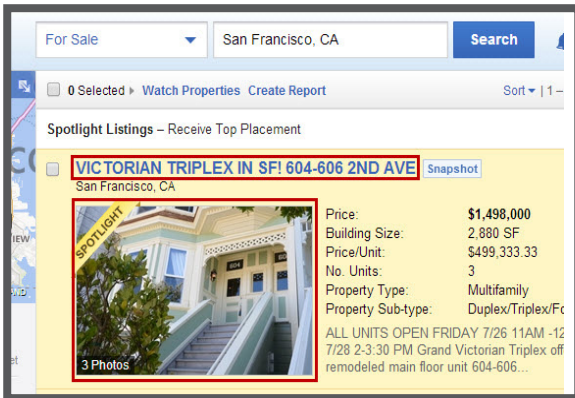 For Sale
San Francisco, CA
Search
0 Selected Watch Properties Create Report
Sort | 1 –
Spotlight Listings – Receive Top Placement
VICTORIAN TRIPLEX IN SF! 604-606 2ND AVE Snapshot
San Francisco, CA
SPOTLIGHT
604
3 Photos
Price: $1,498,000
Building Size: 2,880 SF
Price/Unit: $499,333.33
No. Units: 3
Property Type: Multifamily
Property Sub-type: Duplex/Triplex/Fo
ALL UNITS OPEN FRIDAY 7/26 11AM -12
7/28 2-3:30 PM Grand Victorian Triplex off
remodeled main floor unit 604-606...